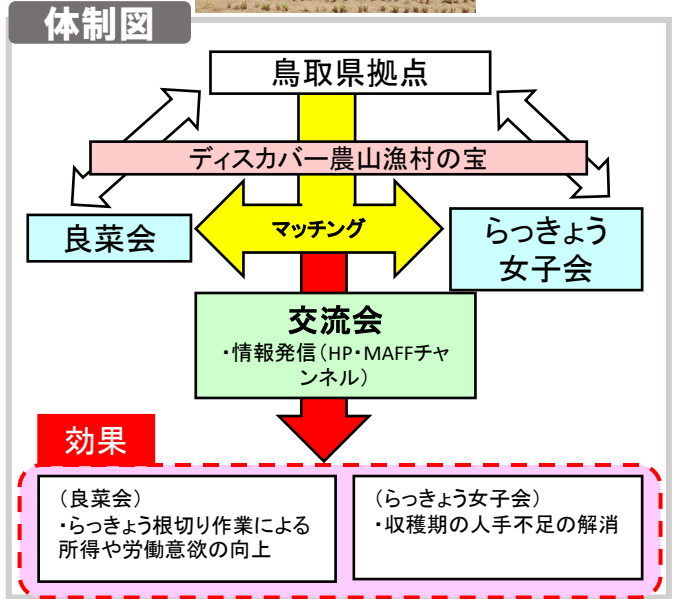 体制図
鳥取県拠点
ディスカバー農山漁村の宝
良菜会
マッチング
らっきょう
女子会
交流会
・情報発信（HP・MAFFチャ
ンネル）
効果
（良菜会）
・らっきょう根切り作業による
所得や労働意欲の向上
（らっきょう女子会）
・収穫期の人手不足の解消